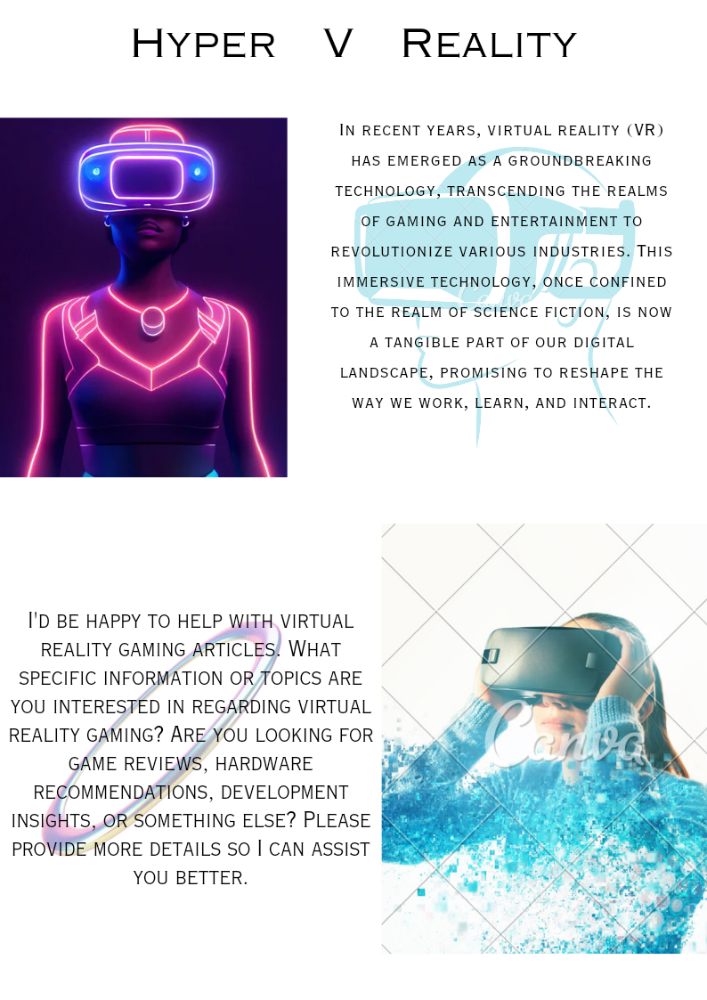 Hyper V Reality
In recent years, virtual reality (VR)
has emerged as a groundbreaking
technology, transcending the realms
of gaming and entertainment to
revolutionize various industries. This
immersive technology, once confined
to the realm of science fiction, is now
a tangible part of our digital
landscape, promising to reshape the
way we work, learn, and interact.
Canva
I'd be happy to help with virtual
reality gaming articles. What
specific information or topics are
you interested in regarding virtual
reality gaming? Are you looking for
game reviews, hardware
recommendations, development
insights, or something else? Please
provide more details so I can assist
you better.
Canva